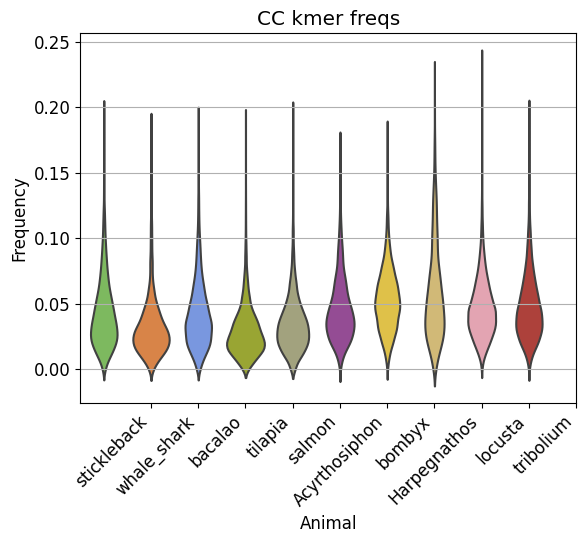 CC kmer freqs
0.25
0.20
0.15
0.10
0.05
0.00
Frequency
stickleback
whale_shark
bacalao
tilapia
salmon
Acyrthosiphon
bombyx
Harpegnathos
locusta
tribolium
Animal